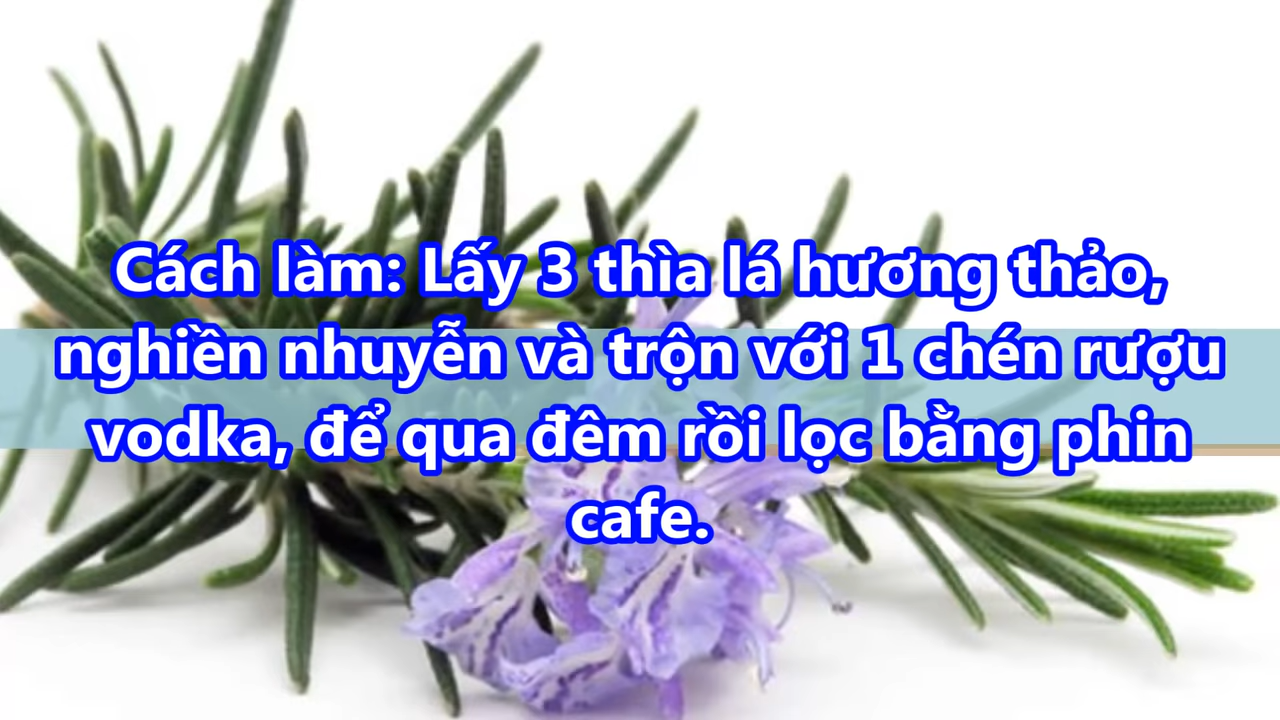 Cách làm: Lấy 3 thìa lá hương thảo,
nghiền nhuyễn và trộn với 1 chén rượu
vodka, để qua đêm rồi lọc bằng phin
cafe.